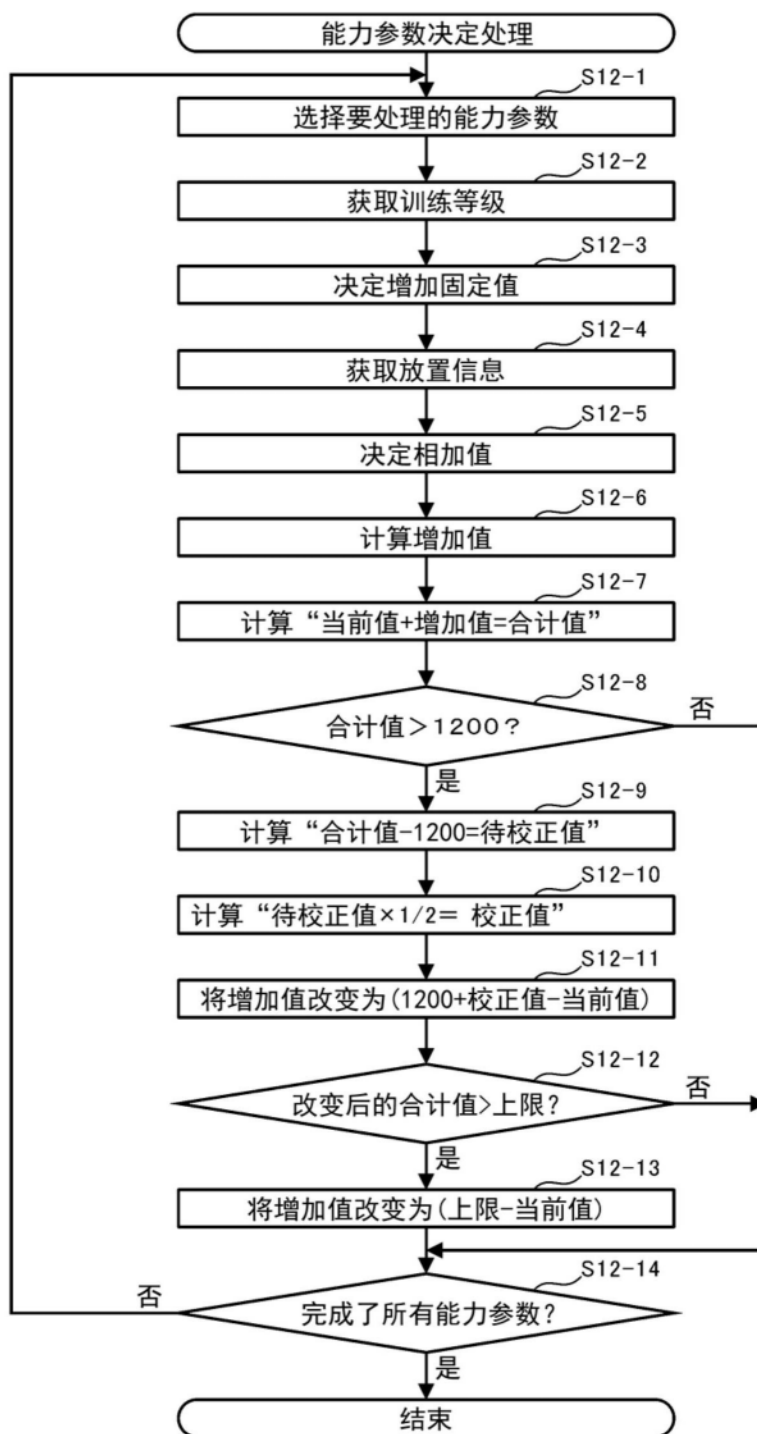 能力参数决定处理
S12-1
选择要处理的能力参数
S12-2
获取训练等级
S12-3
决定增加固定值
S12-4
获取放置信息
S12-5
决定相加值
S12-6
计算增加值
S12-7
计算“当前值+增加值=合计值”
S12-8
合计值＞1200？
否
是
S12-9
计算“合计值-1200=待校正值”
S12-10
计算“待校正值×1/2= 校正值”
S12-11
将增加值改变为(1200+校正值-当前值)
S12-12
改变后的合计值>上限?
否
是
S12-13
将增加值改变为(上限-当前值)
S12-14
否
完成了所有能力参数?
是
结束